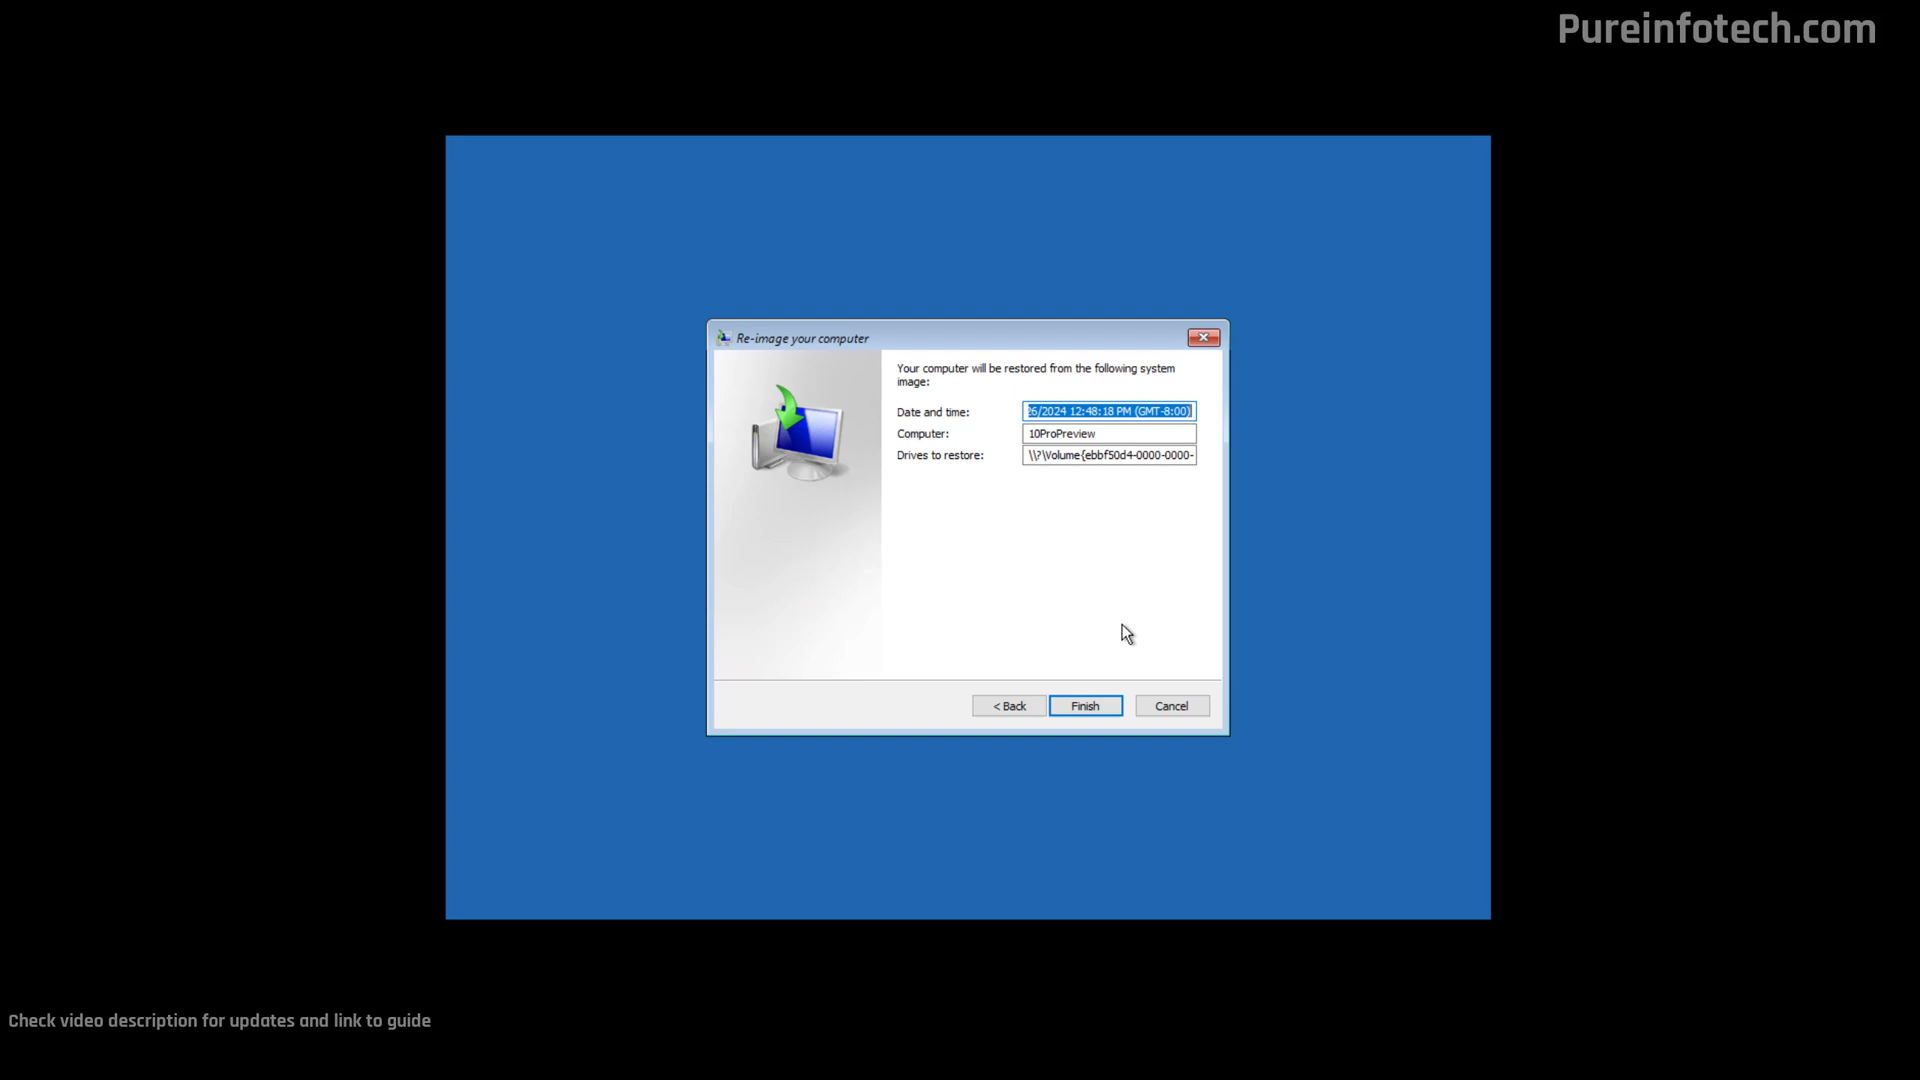 Pureinfotech.com
Re-image your computer
Your computer will be restored from the following system
image:
Date and time: 26/2024 12:48:18 PM (GMT-8:00)
Computer: 10ProPreview
Drives to restore: \\?\Volume{ebbf50d4-0000-0000-
< Back Finish Cancel
Check video description for updates and link to guide